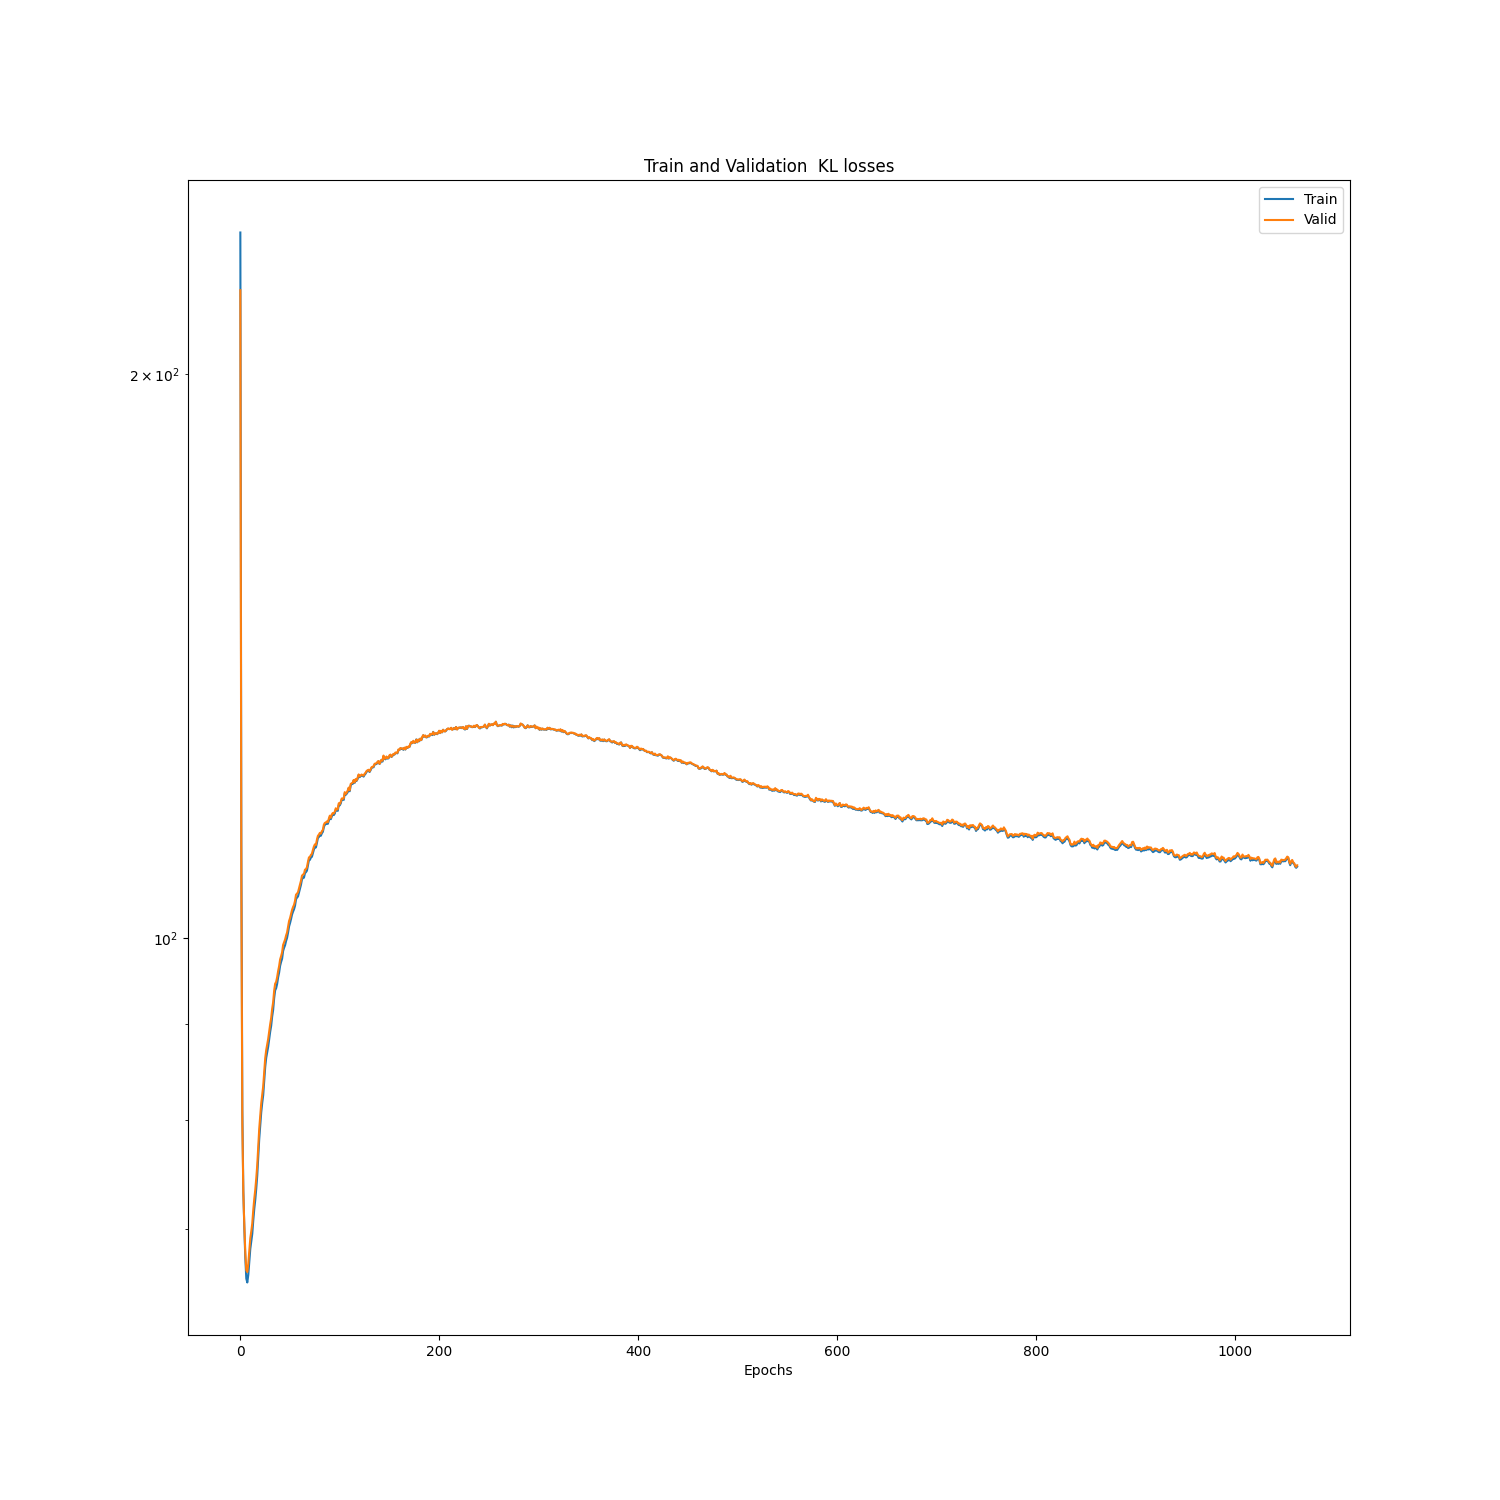 Train and Validation  KL losses
Train
Valid
2 × 10²
10²
0 200 400 600 800 1000
Epochs